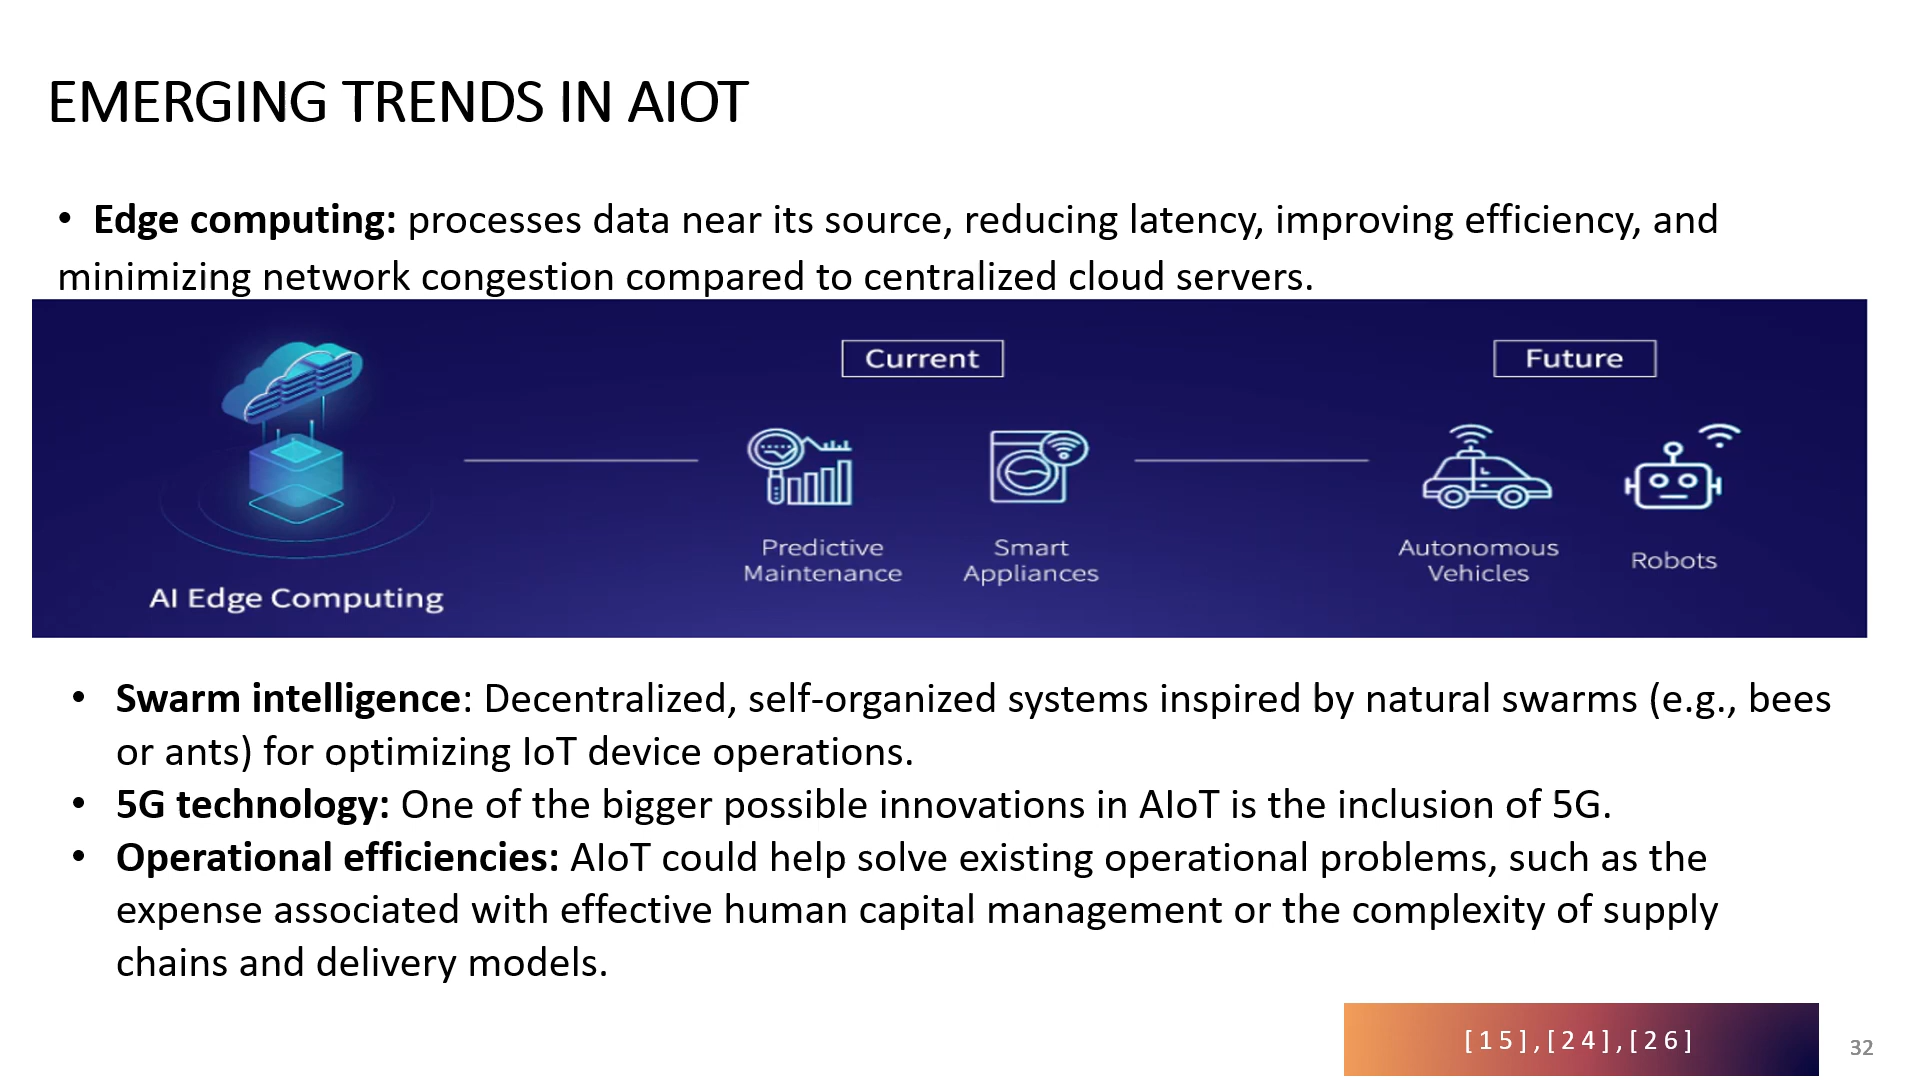 EMERGING TRENDS IN AIOT
• Edge computing: processes data near its source, reducing latency, improving efficiency, and
minimizing network congestion compared to centralized cloud servers.
Current
Future
Predictive
Maintenance
Smart
Appliances
Autonomous
Vehicles
Robots
AI Edge Computing
• Swarm intelligence: Decentralized, self-organized systems inspired by natural swarms (e.g., bees
or ants) for optimizing IoT device operations.
• 5G technology: One of the bigger possible innovations in AIoT is the inclusion of 5G.
• Operational efficiencies: AIoT could help solve existing operational problems, such as the
expense associated with effective human capital management or the complexity of supply
chains and delivery models.
[15],[24],[26]
32